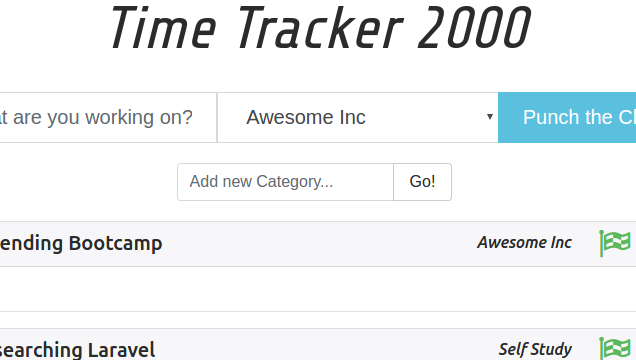 Time Tracker 2000
at are you working on? Awesome Inc Punch the Cl
Add new Category... Go!
ending Bootcamp Awesome Inc
searching Laravel Self Study